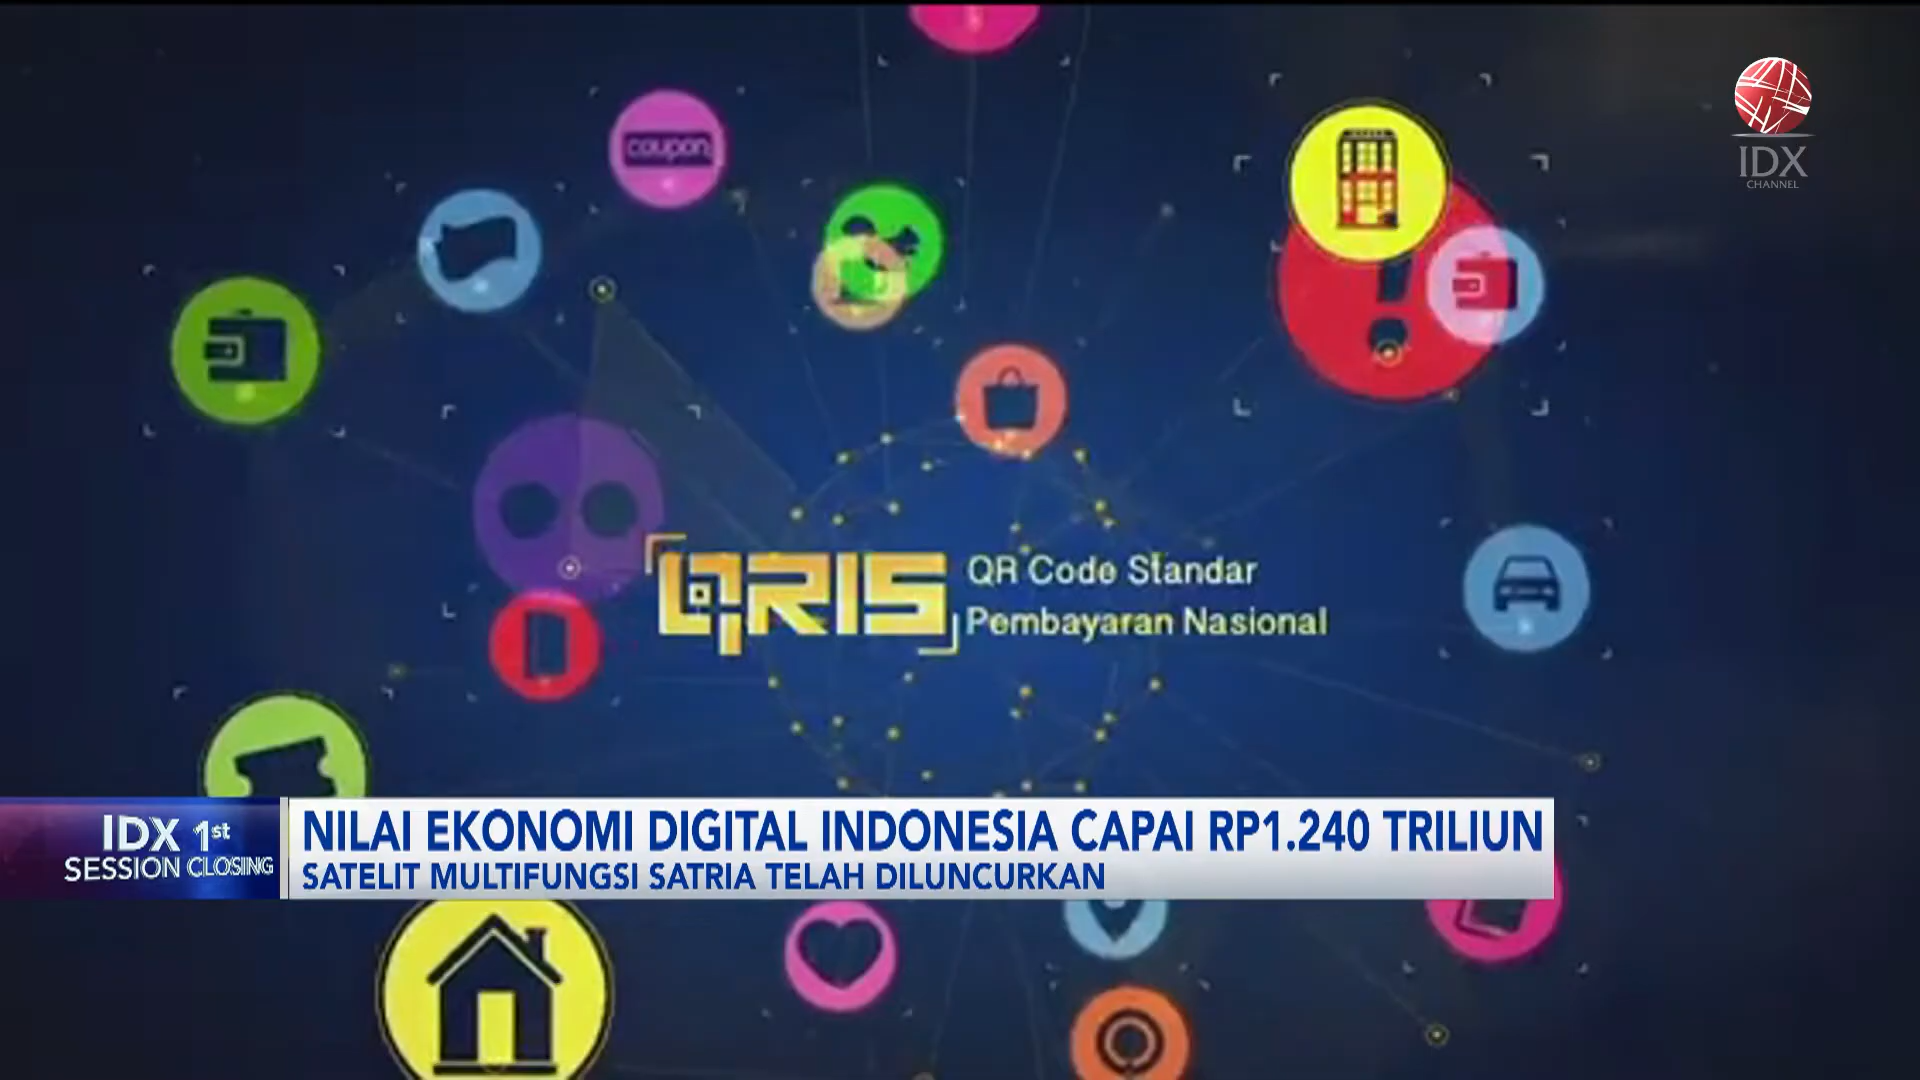 coupon
IDX
CHANNEL
QRIS
QR Code Standar
Pembayaran Nasional
IDX 1st
SESSION CLOSING
NILAI EKONOMI DIGITAL INDONESIA CAPAI RP1.240 TRILIUN
SATELIT MULTIFUNGSI SATRIA TELAH DILUNCURKAN